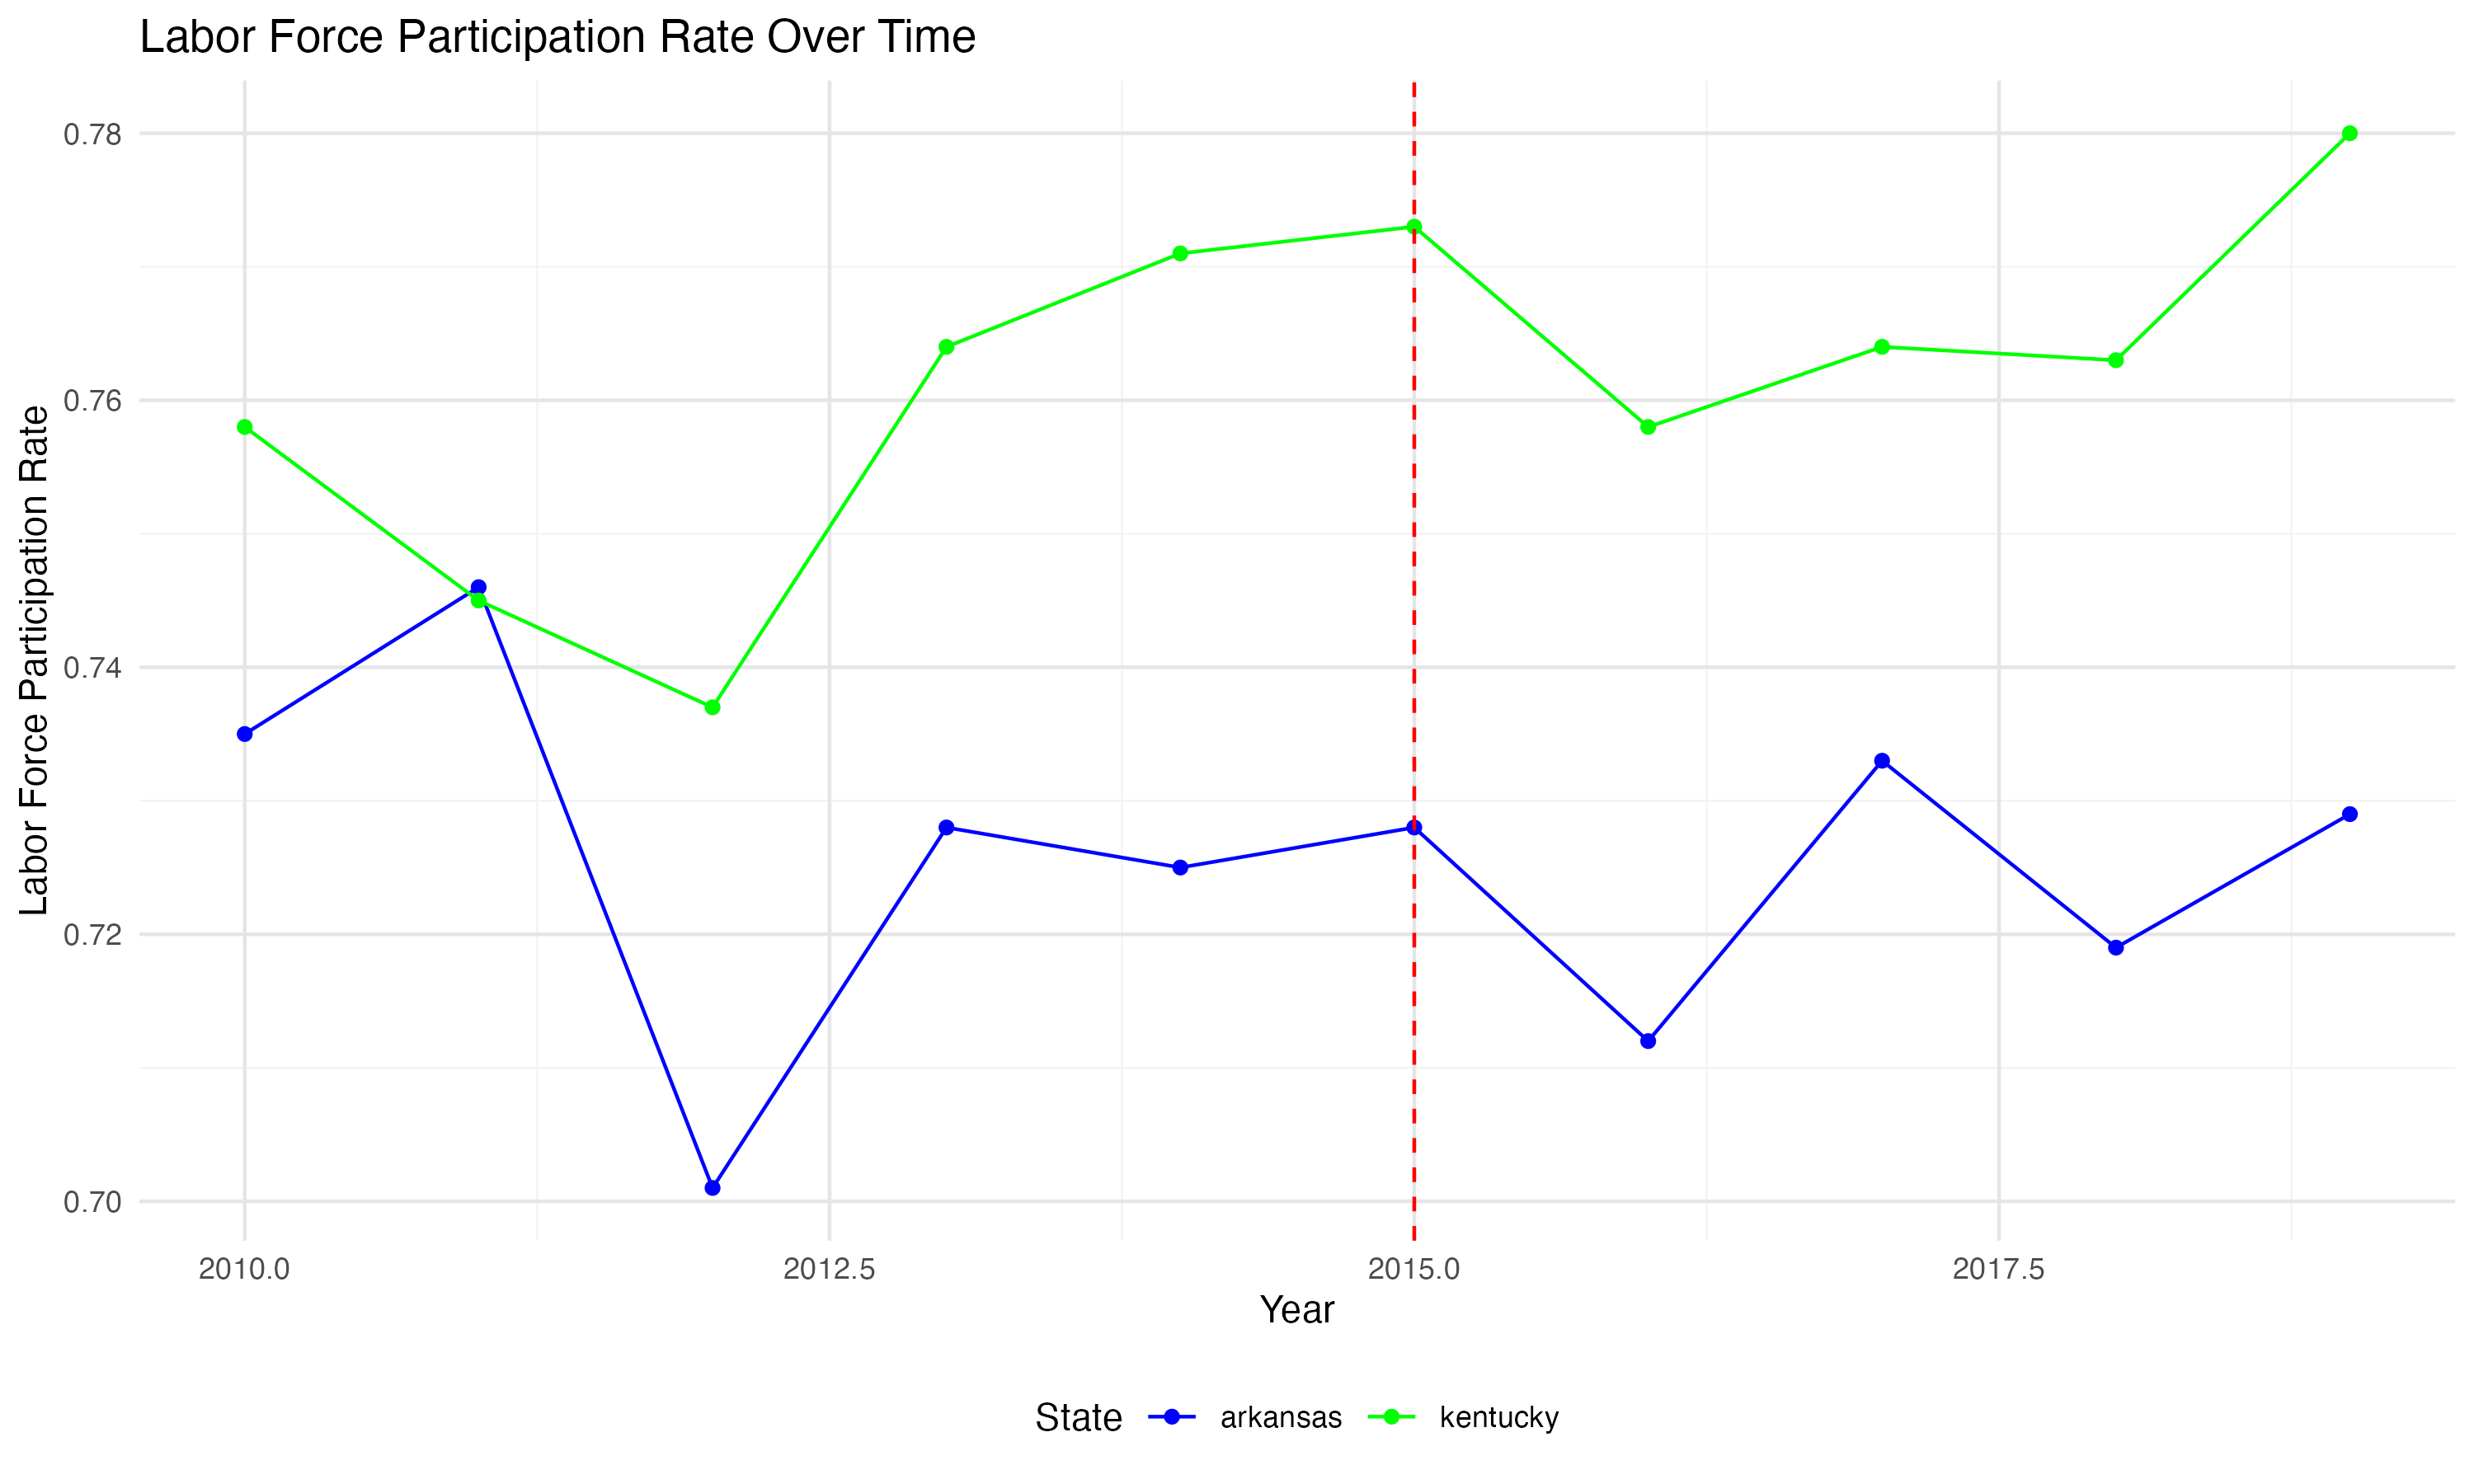 Labor Force Participation Rate Over Time
Labor Force Participation Rate
0.78
0.76
0.74
0.72
0.70
2010.0 2012.5 2015.0 2017.5
Year
State arkansas kentucky